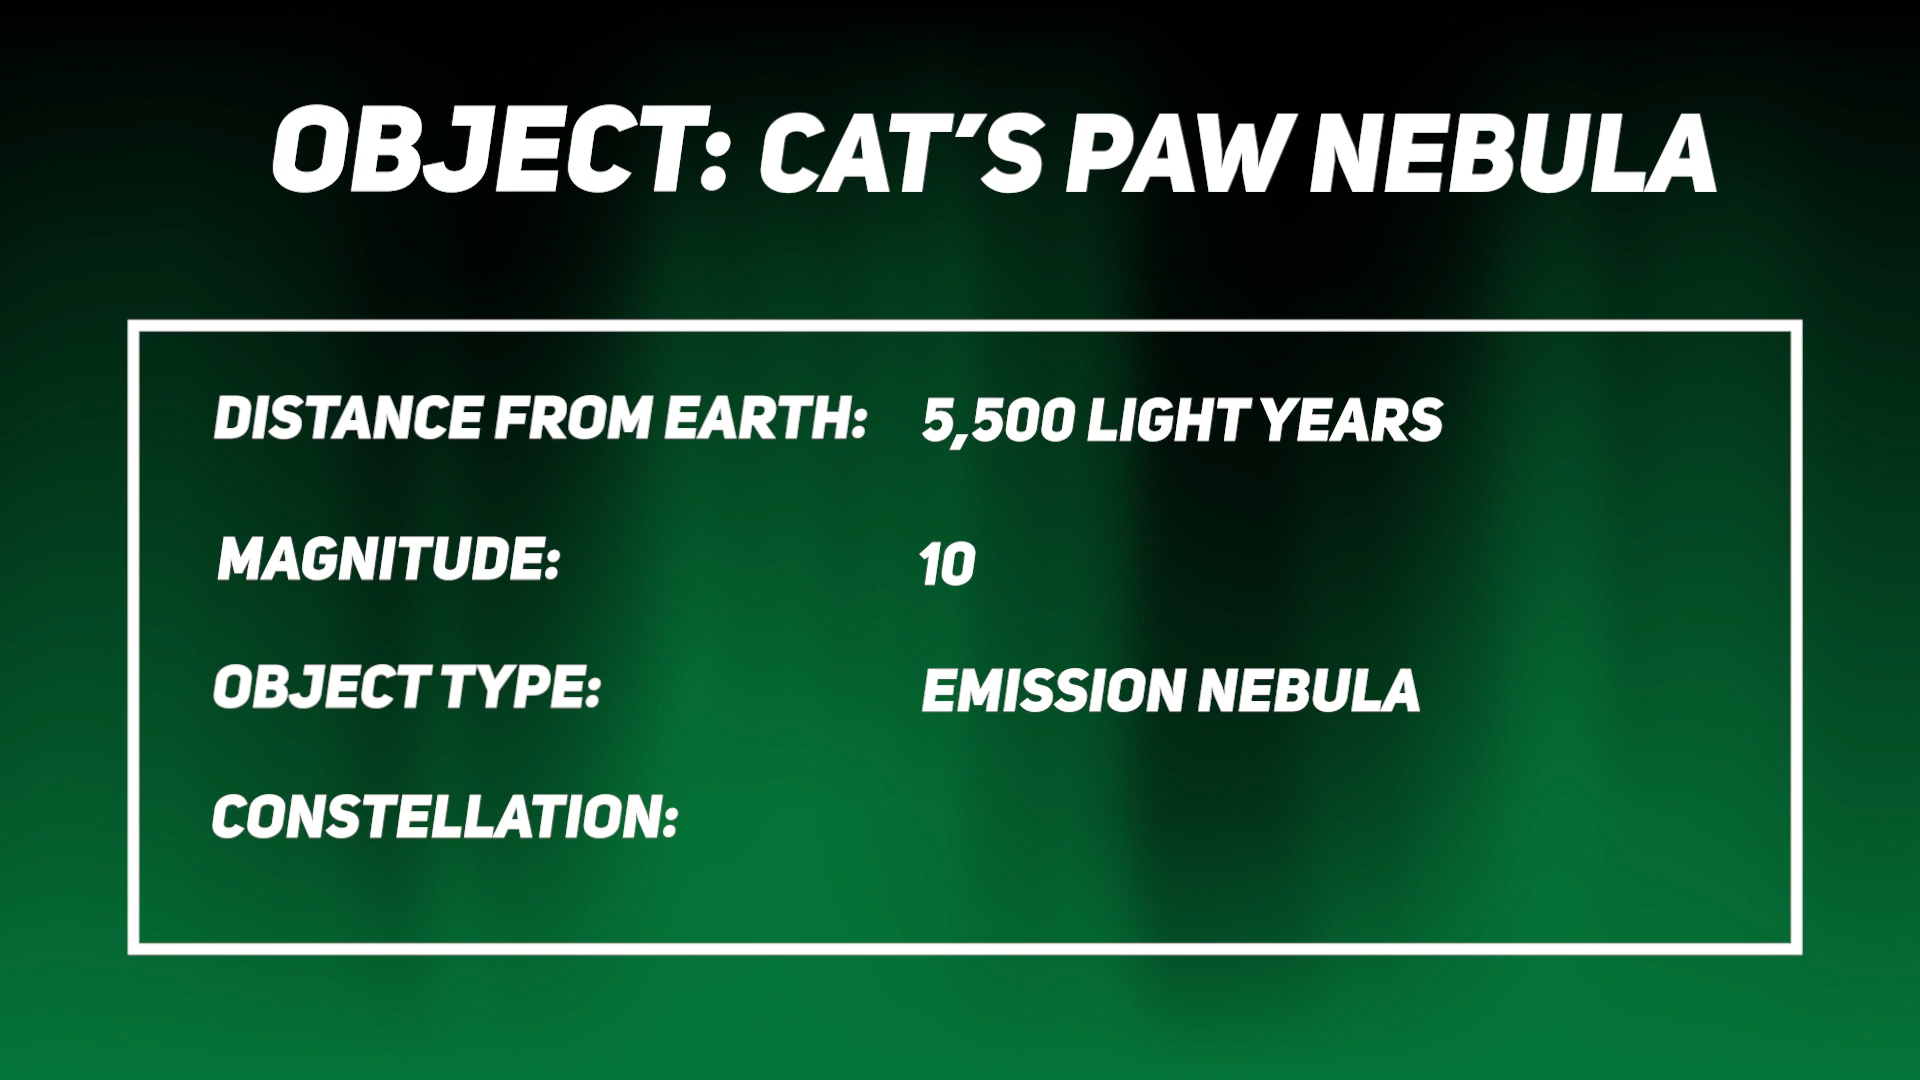 OBJECT: CAT'S PAW NEBULA
DISTANCE FROM EARTH: 5,500 LIGHT YEARS
MAGNITUDE: 10
OBJECT TYPE: EMISSION NEBULA
CONSTELLATION: